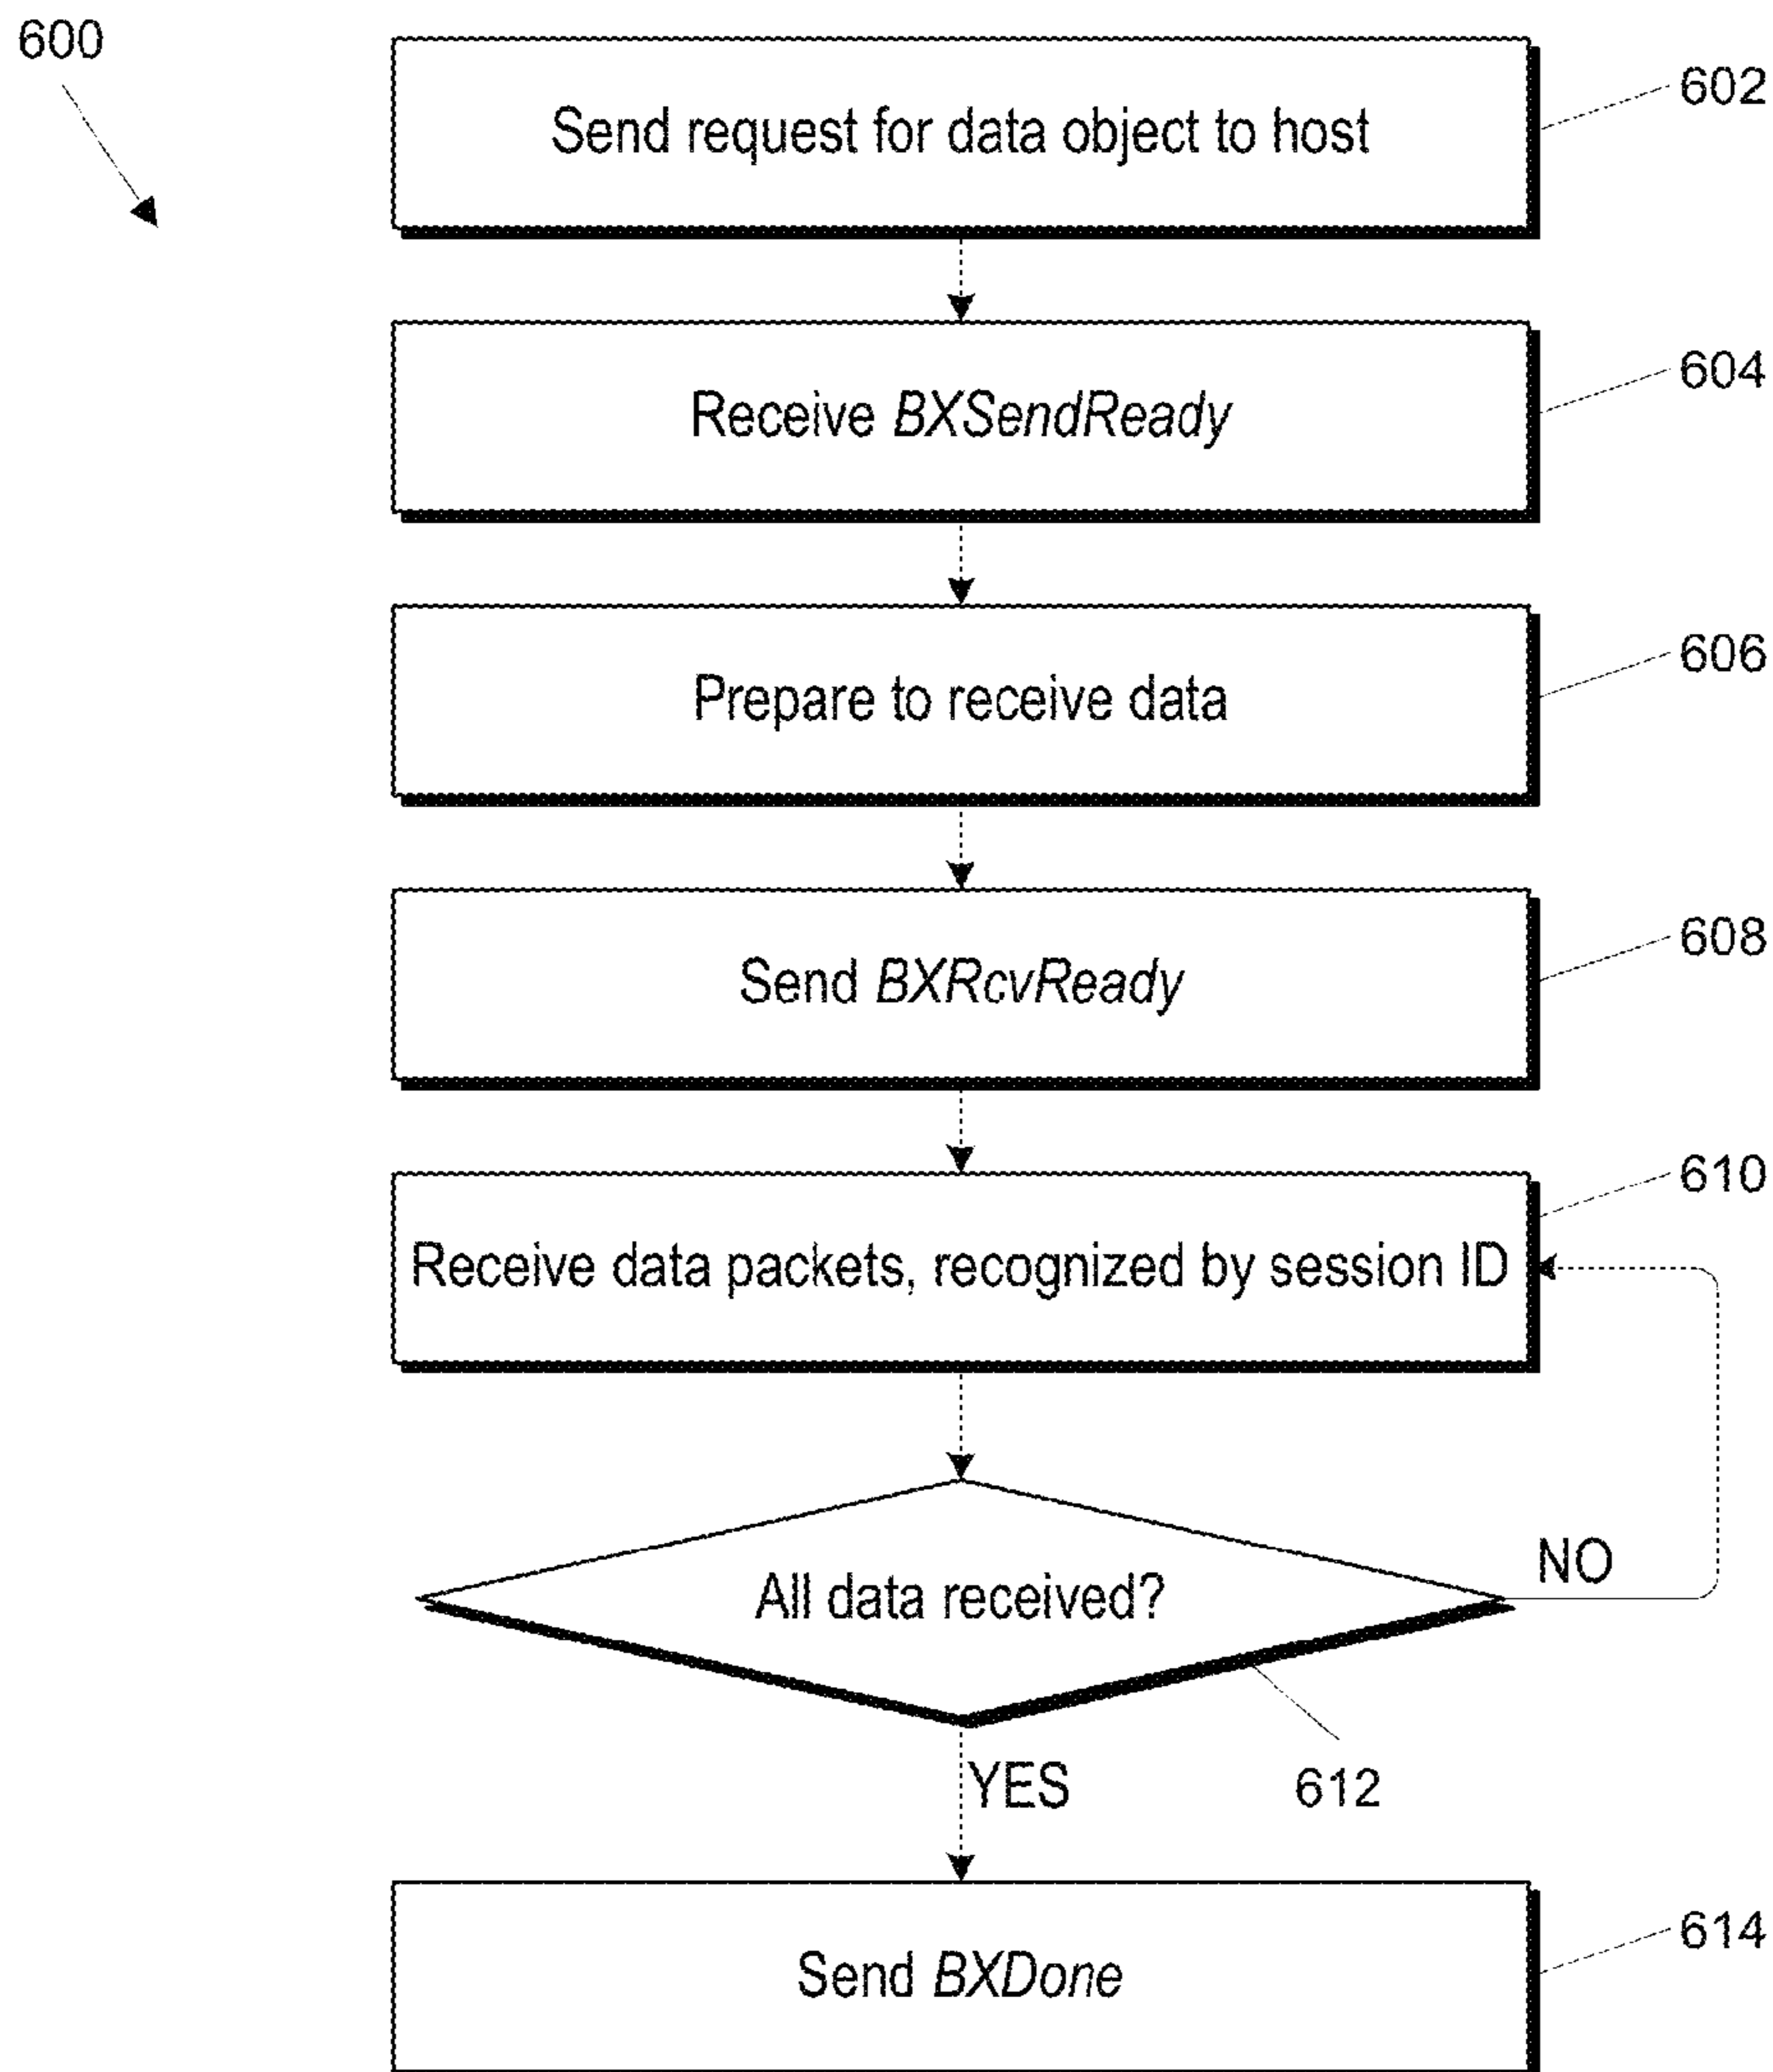 600
Send request for data object to host
602
Receive BXSendReady
604
Prepare to receive data
606
Send BXRcvReady
608
Receive data packets, recognized by session ID
610
All data received?
NO
612
YES
Send BXDone
614